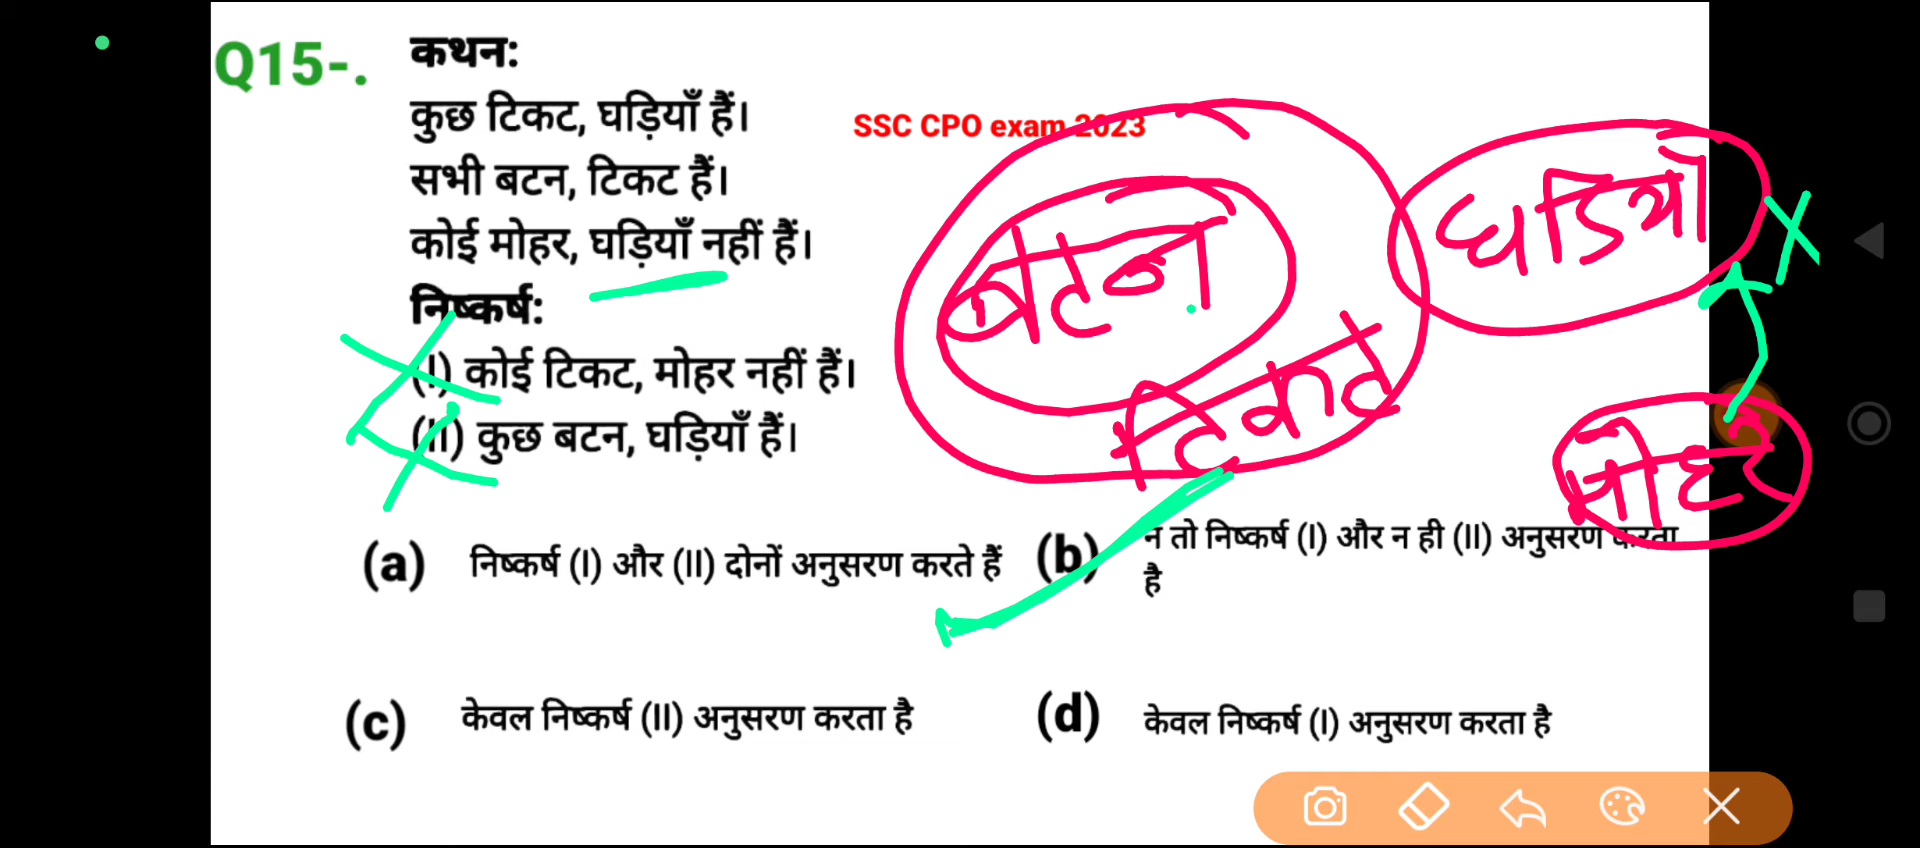 Q15-. कथन:
कुछ टिकट, घड़ियाँ हैं।
SSC CPO exam 2023
सभी बटन, टिकट हैं।
कोई मोहर, घड़ियाँ नहीं हैं।
निष्कर्ष:
(I) कोई टिकट, मोहर नहीं हैं।
(II) कुछ बटन, घड़ियाँ हैं।
बटन
टिकट
घडियाँ
मोहर
(a) निष्कर्ष (I) और (II) दोनों अनुसरण करते हैं
(b) न तो निष्कर्ष (I) और न ही (II) अनुसरण करता
है
(c) केवल निष्कर्ष (II) अनुसरण करता है
(d) केवल निष्कर्ष (I) अनुसरण करता है